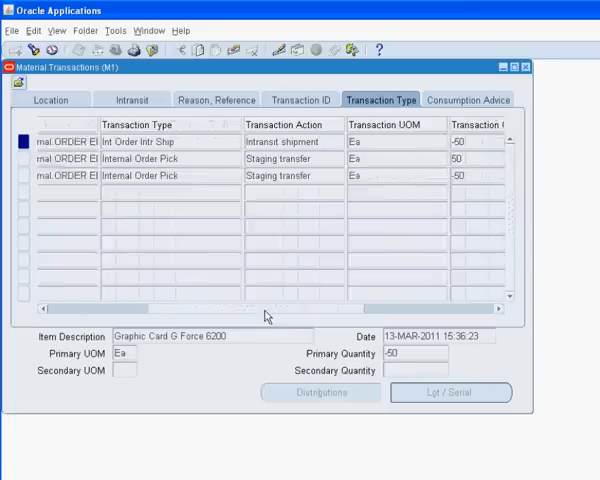 Oracle Applications
File Edit View Folder Tools Window Help
Material Transactions (M1)
Location Intransit Reason, Reference Transaction ID Transaction Type Consumption Advice
Transaction Type Transaction Action Transaction UOM Transaction
rnal ORDER EI Int Order Intr Ship Intransit shipment Ea -50
rnal ORDER EI Internal Order Pick Staging transfer Ea 50
rnal ORDER EI Internal Order Pick Staging transfer Ea -50
Item Description Graphic Card G Force 6200 Date 13-MAR-2011 15:36:23
Primary UOM Ea Primary Quantity -50
Secondary UOM Secondary Quantity
Distributions Lot / Serial